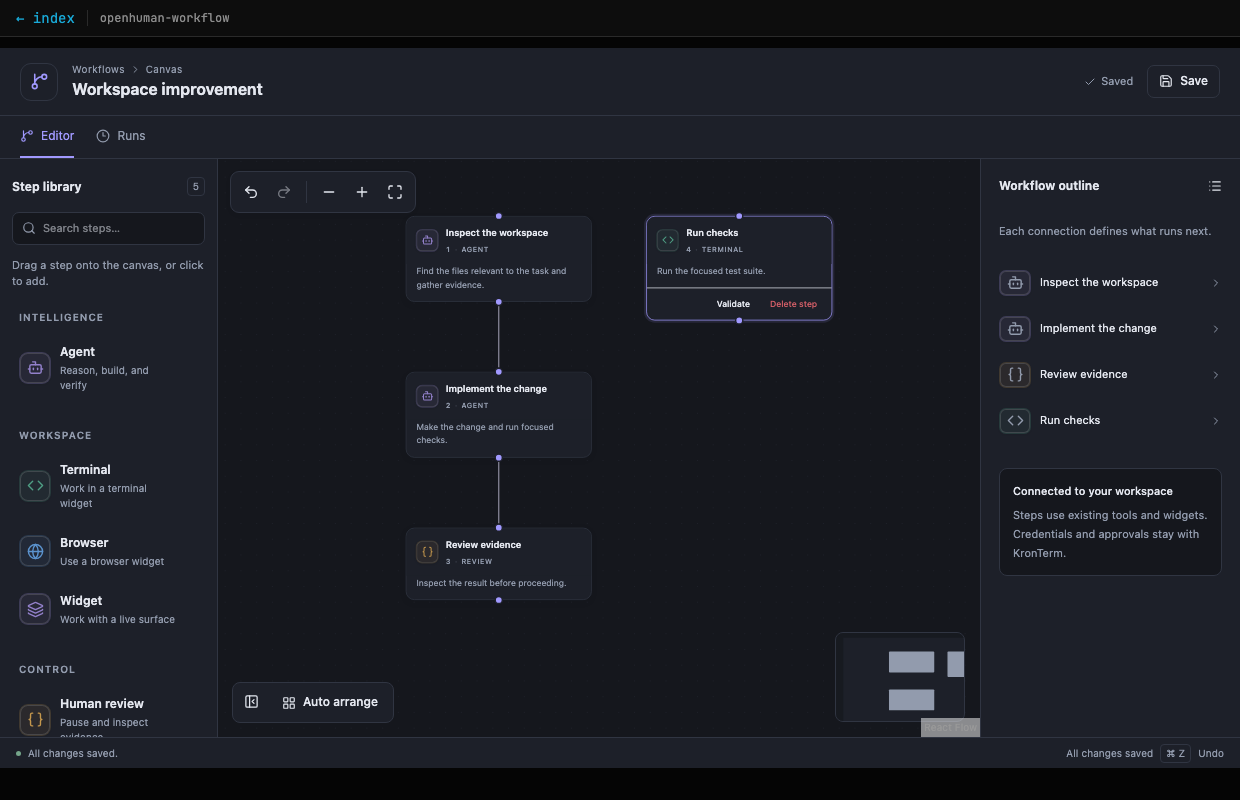 ← index
openhuman-workflow
Workflows > Canvas
Workspace improvement
Saved
Save
Editor
Runs
Step library
5
Search steps...
Drag a step onto the canvas, or click
to add.
INTELLIGENCE
Agent
Reason, build, and
verify
WORKSPACE
Terminal
Work in a terminal
widget
Browser
Use a browser widget
Widget
Work with a live surface
CONTROL
Human review
Pause and inspect
evidence
Inspect the workspace
1 · AGENT
Find the files relevant to the task and
gather evidence.
Implement the change
2 · AGENT
Make the change and run focused
checks.
Review evidence
3 · REVIEW
Inspect the result before proceeding.
Run checks
4 · TERMINAL
Run the focused test suite.
Validate
Delete step
Auto arrange
React Flow
Workflow outline
Each connection defines what runs next.
Inspect the workspace
Implement the change
Review evidence
Run checks
Connected to your workspace
Steps use existing tools and widgets.
Credentials and approvals stay with
KronTerm.
All changes saved.
All changes saved
⌘ Z
Undo